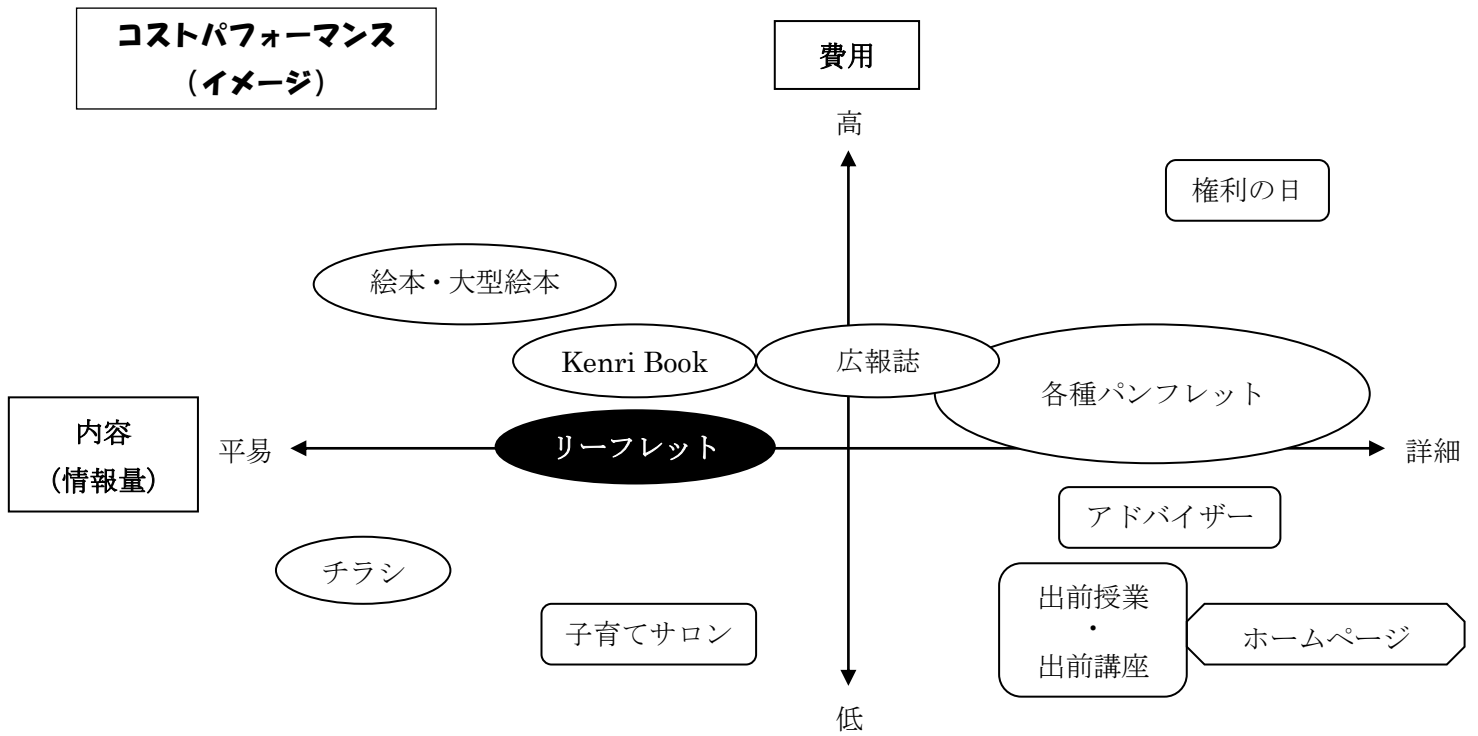 コストパフォーマンス
（イメージ）
費用
高
権利の日
絵本・大型絵本
Kenri Book
広報誌
各種パンフレット
内容
（情報量）
平易
リーフレット
詳細
アドバイザー
チラシ
子育てサロン
出前授業
・
出前講座
ホームページ
低